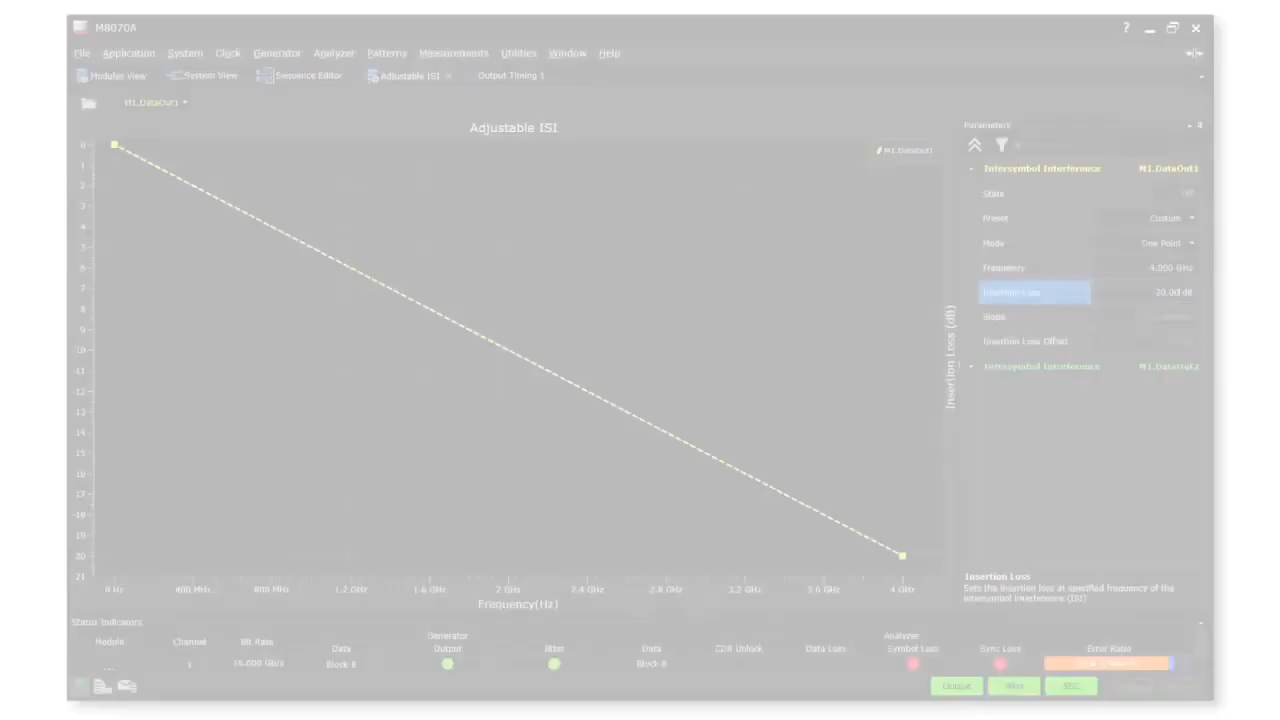 M8070A
File Application System Clock Generator Analyzer Patterns Measurements Utilities Window Help
Modules View System View Sequence Editor Adjustable ISI Output Timing 1
M1.DataOut1
Adjustable ISI
M1.DataOut1
Parameters
Intersymbol Interference M1.DataOut1
State Off
Preset Custom
Mode One Point
Frequency 4.000 GHz
Insertion Loss -20.00 dB
Slope
Insertion Loss Offset
Intersymbol Interference M1.DataOut2
Insertion Loss (dB)
0
1
2
3
4
5
6
7
8
9
10
11
12
13
14
15
16
17
18
19
20
21
0 Hz 400 MHz 800 MHz 1.2 GHz 1.6 GHz 2 GHz 2.4 GHz 2.8 GHz 3.2 GHz 3.6 GHz 4 GHz
Frequency(Hz)
Insertion Loss
Sets the insertion loss at specified frequency of the
intersymbol interference (ISI)
Status Indicators
Generator Analyzer
Module Channel Bit Rate Data Output Jitter Data CDR Unlock Data Loss Symbol Loss Sync Loss Error Ratio
1 16.000 Gb/s Block 8 Block 8
Output Jitter SSC